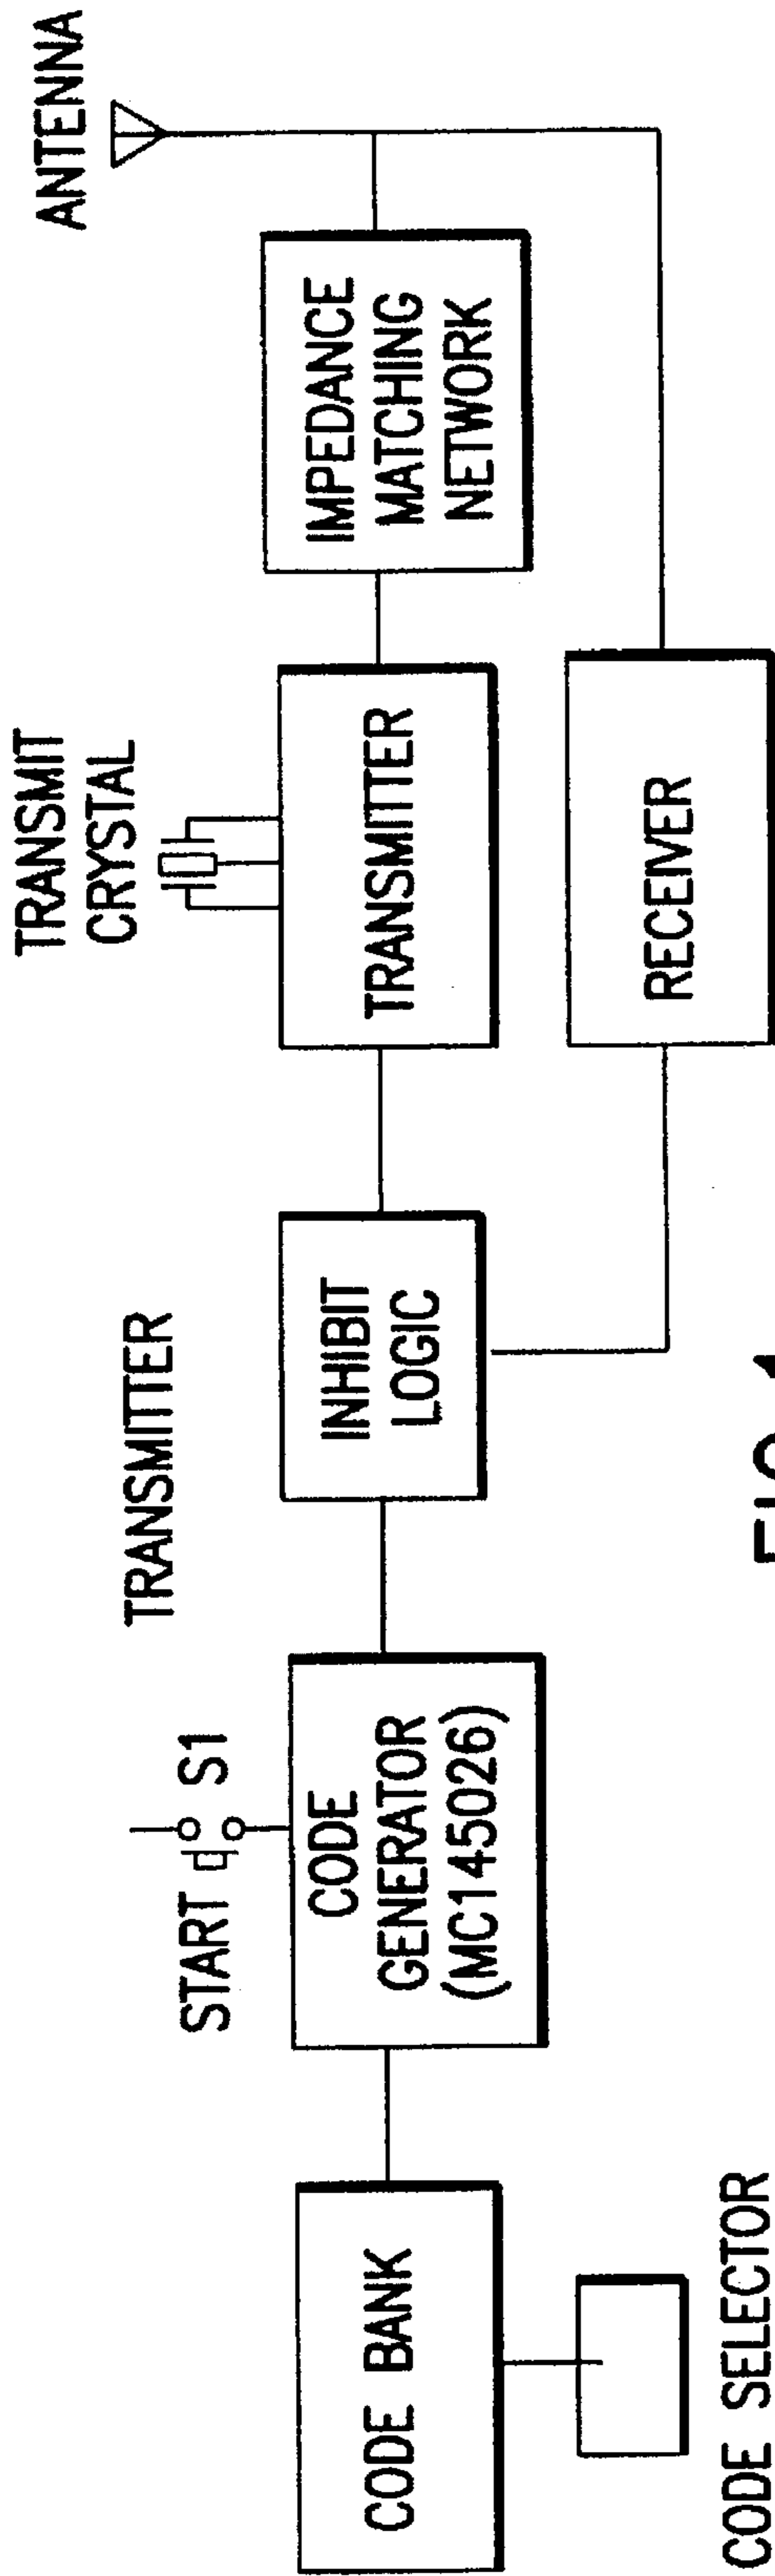 TRANSMITTER
CODE BANK
CODE SELECTOR
START S1
CODE
GENERATOR
(MC145026)
INHIBIT
LOGIC
TRANSMIT
CRYSTAL
TRANSMITTER
RECEIVER
IMPEDANCE
MATCHING
NETWORK
ANTENNA